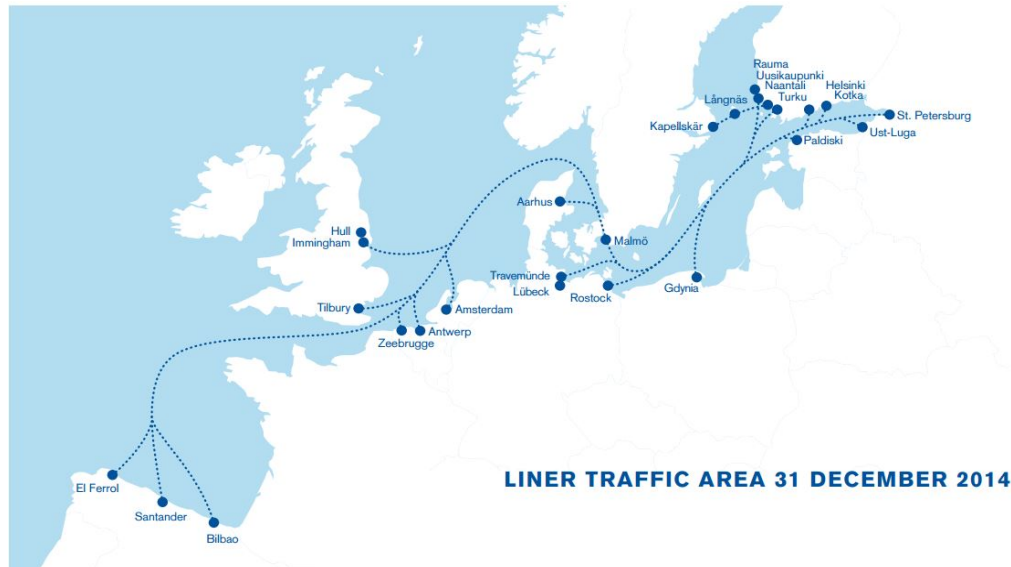 Rauma
Uusikaupunki
Naantali
Turku
Helsinki
Kotka
Långnäs
Kapellskär
St. Petersburg
Ust-Luga
Paldiski
Aarhus
Malmö
Hull
Immingham
Travemünde
Lübeck
Rostock
Gdynia
Tilbury
Amsterdam
Antwerp
Zeebrugge
El Ferrol
Santander
Bilbao
LINER TRAFFIC AREA 31 DECEMBER 2014